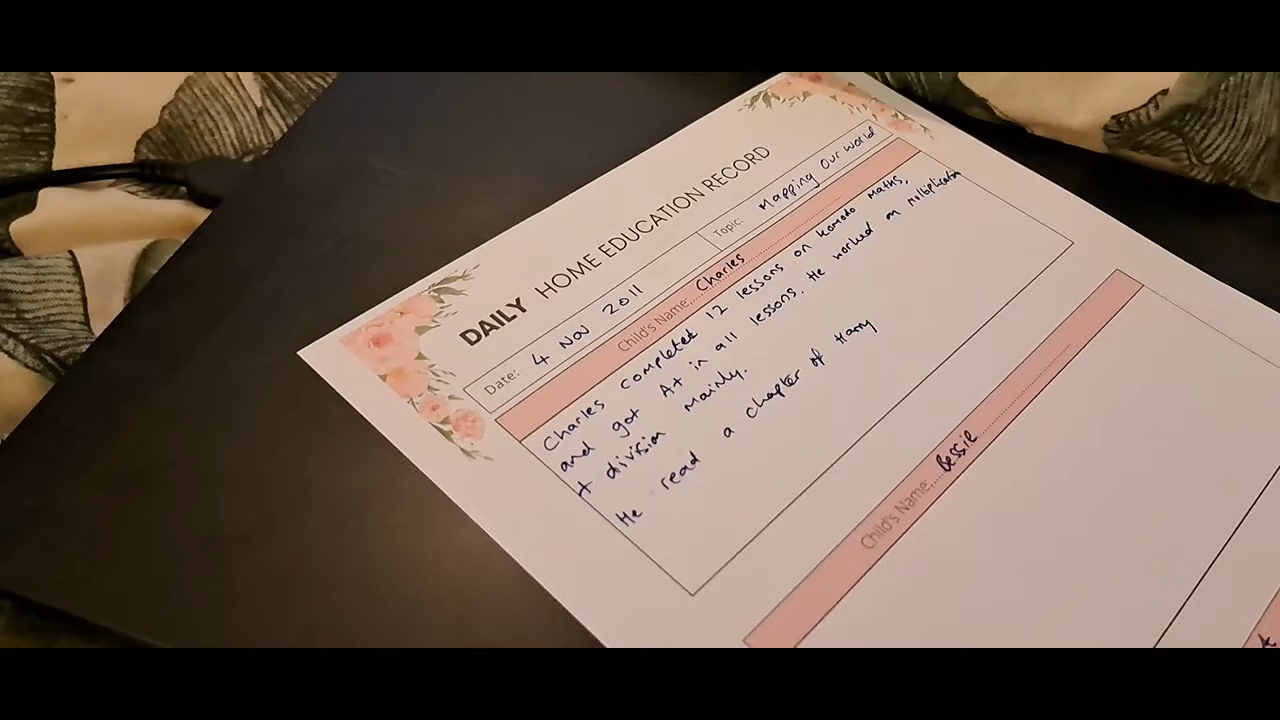 DAILY HOME EDUCATION RECORD
Date: 4 NOV 2011
Topic: Mapping Our World
Child's Name: Charles
Charles completed 12 lessons on komodo maths,
and got A+ in all lessons. He worked on multiplication
+ division mainly.
He read a chapter of Harry
Child's Name: Bessie